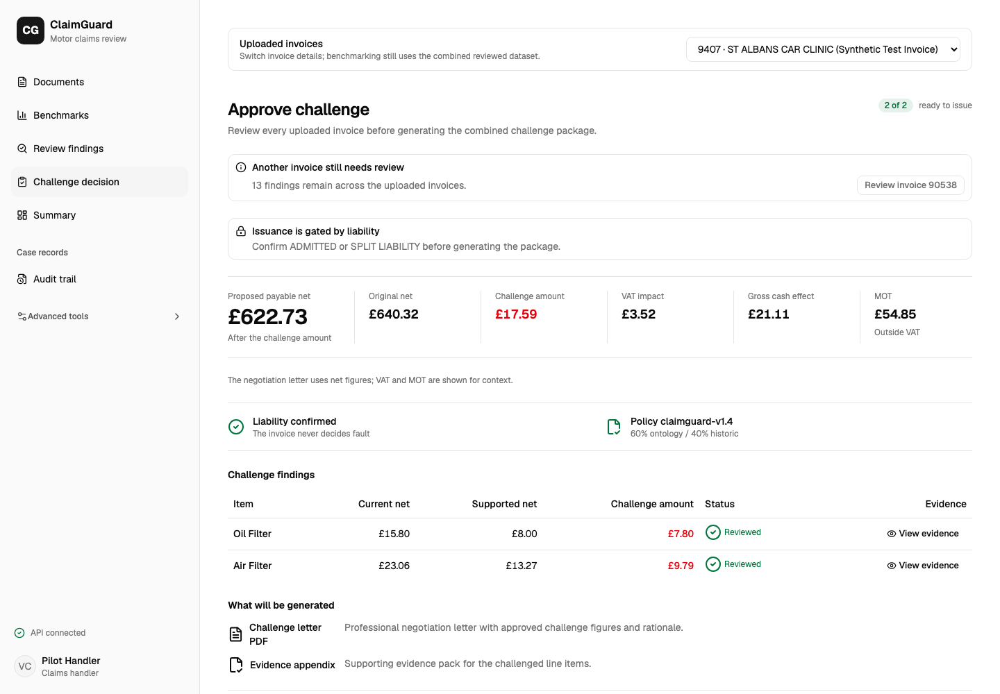 CG
ClaimGuard
Motor claims review
Documents
Benchmarks
Review findings
Challenge decision
Summary
Case records
Audit trail
Advanced tools
API connected
VC
Pilot Handler
Claims handler
Uploaded invoices
Switch invoice details; benchmarking still uses the combined reviewed dataset.
9407 · ST ALBANS CAR CLINIC (Synthetic Test Invoice)
Approve challenge
2 of 2 ready to issue
Review every uploaded invoice before generating the combined challenge package.
Another invoice still needs review
13 findings remain across the uploaded invoices.
Review invoice 90538
Issuance is gated by liability
Confirm ADMITTED or SPLIT LIABILITY before generating the package.
Proposed payable net
£622.73
After the challenge amount
Original net
£640.32
Challenge amount
£17.59
VAT impact
£3.52
Gross cash effect
£21.11
MOT
£54.85
Outside VAT
The negotiation letter uses net figures; VAT and MOT are shown for context.
Liability confirmed
The invoice never decides fault
Policy claimguard-v1.4
60% ontology / 40% historic
Challenge findings
Item Current net Supported net Challenge amount Status Evidence
Oil Filter £15.80 £8.00 £7.80 Reviewed View evidence
Air Filter £23.06 £13.27 £9.79 Reviewed View evidence
What will be generated
Challenge letter PDF
Professional negotiation letter with approved challenge figures and rationale.
Evidence appendix
Supporting evidence pack for the challenged line items.